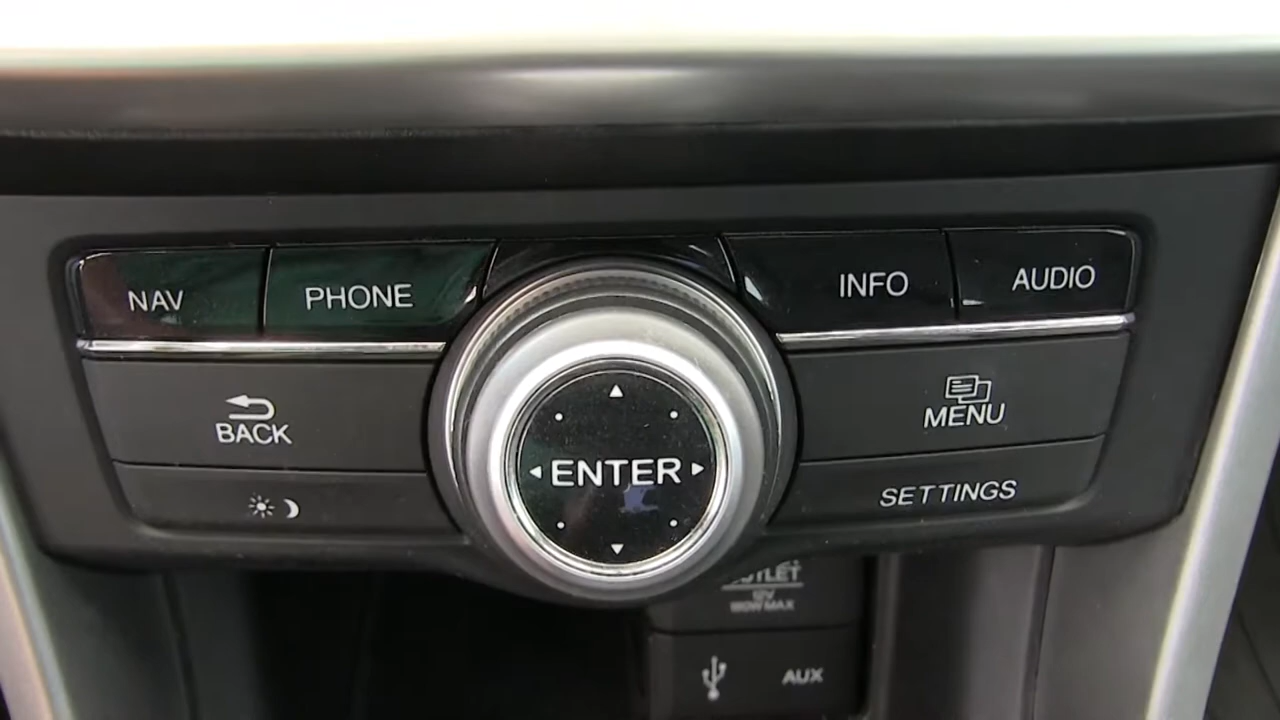 NAV
PHONE
INFO
AUDIO
BACK
MENU
ENTER
SETTINGS
OUTLET
12V
180W MAX
AUX